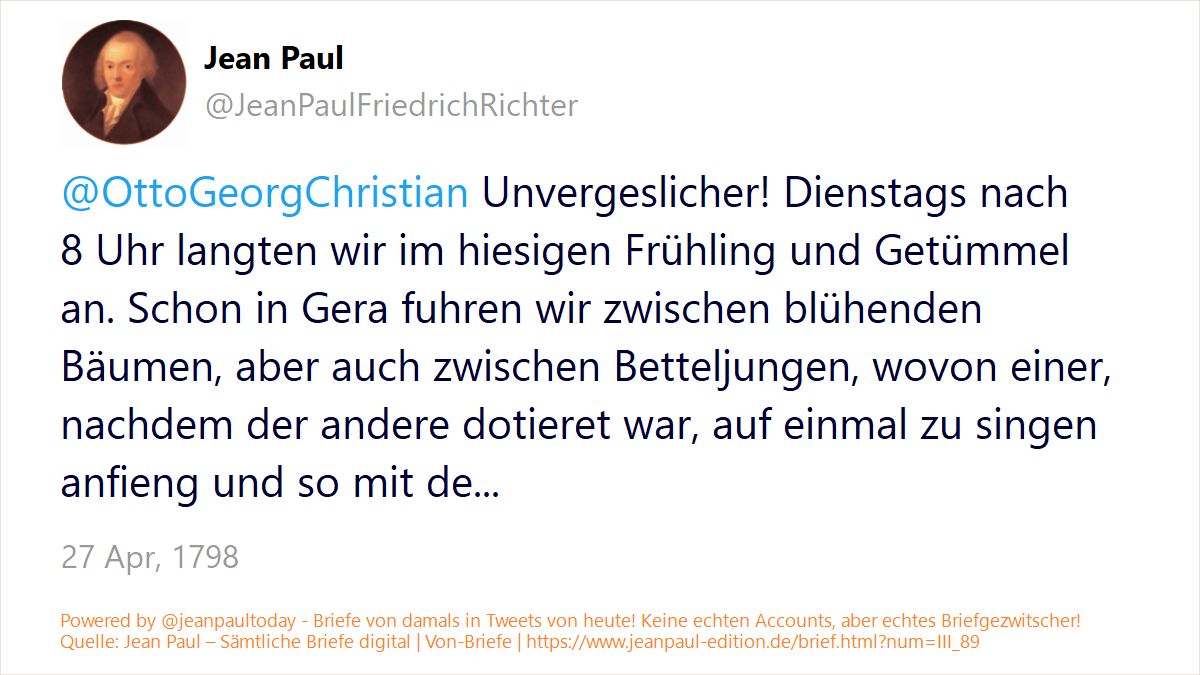 Jean Paul
@JeanPaulFriedrichRichter
@OttoGeorgChristian Unvergeslicher! Dienstags nach
8 Uhr langten wir im hiesigen Frühling und Getümmel
an. Schon in Gera fuhren wir zwischen blühenden
Bäumen, aber auch zwischen Betteljungen, wovon einer,
nachdem der andere dotieret war, auf einmal zu singen
anfieng und so mit de...
27 Apr, 1798
Powered by @jeanpaultoday - Briefe von damals in Tweets von heute! Keine echten Accounts, aber echtes Briefgezwitscher!
Quelle: Jean Paul – Sämtliche Briefe digital | Von-Briefe | https://www.jeanpaul-edition.de/brief.html?num=III_89